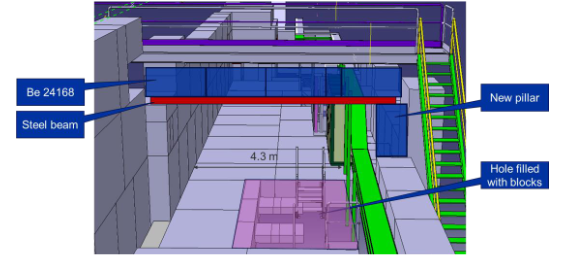 Be 24168
Steel beam
New pillar
4.3 m
Hole filled
with blocks